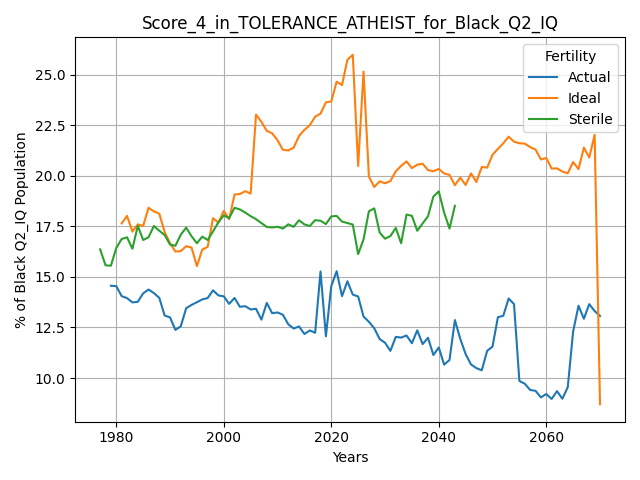 Score_4_in_TOLERANCE_ATHEIST_for_Black_Q2_IQ
Fertility
Actual
Ideal
Sterile
% of Black Q2_IQ Population
25.0
22.5
20.0
17.5
15.0
12.5
10.0
1980 2000 2020 2040 2060
Years